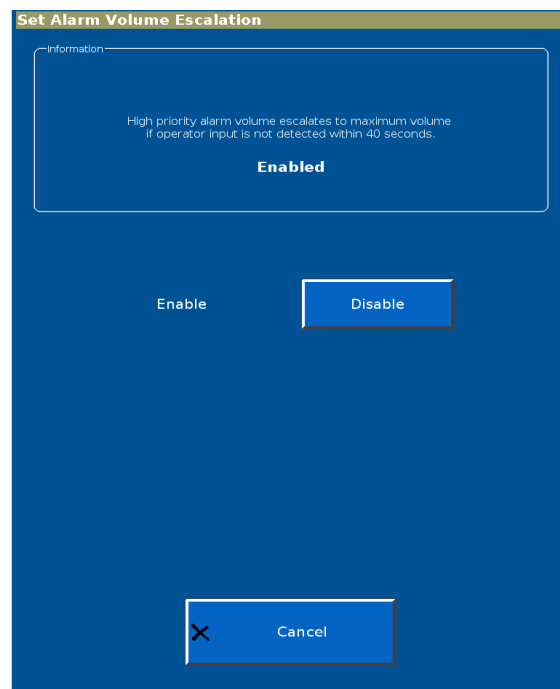 Set Alarm Volume Escalation
Information
High priority alarm volume escalates to maximum volume
if operator input is not detected within 40 seconds.
Enabled
Enable
Disable
Cancel